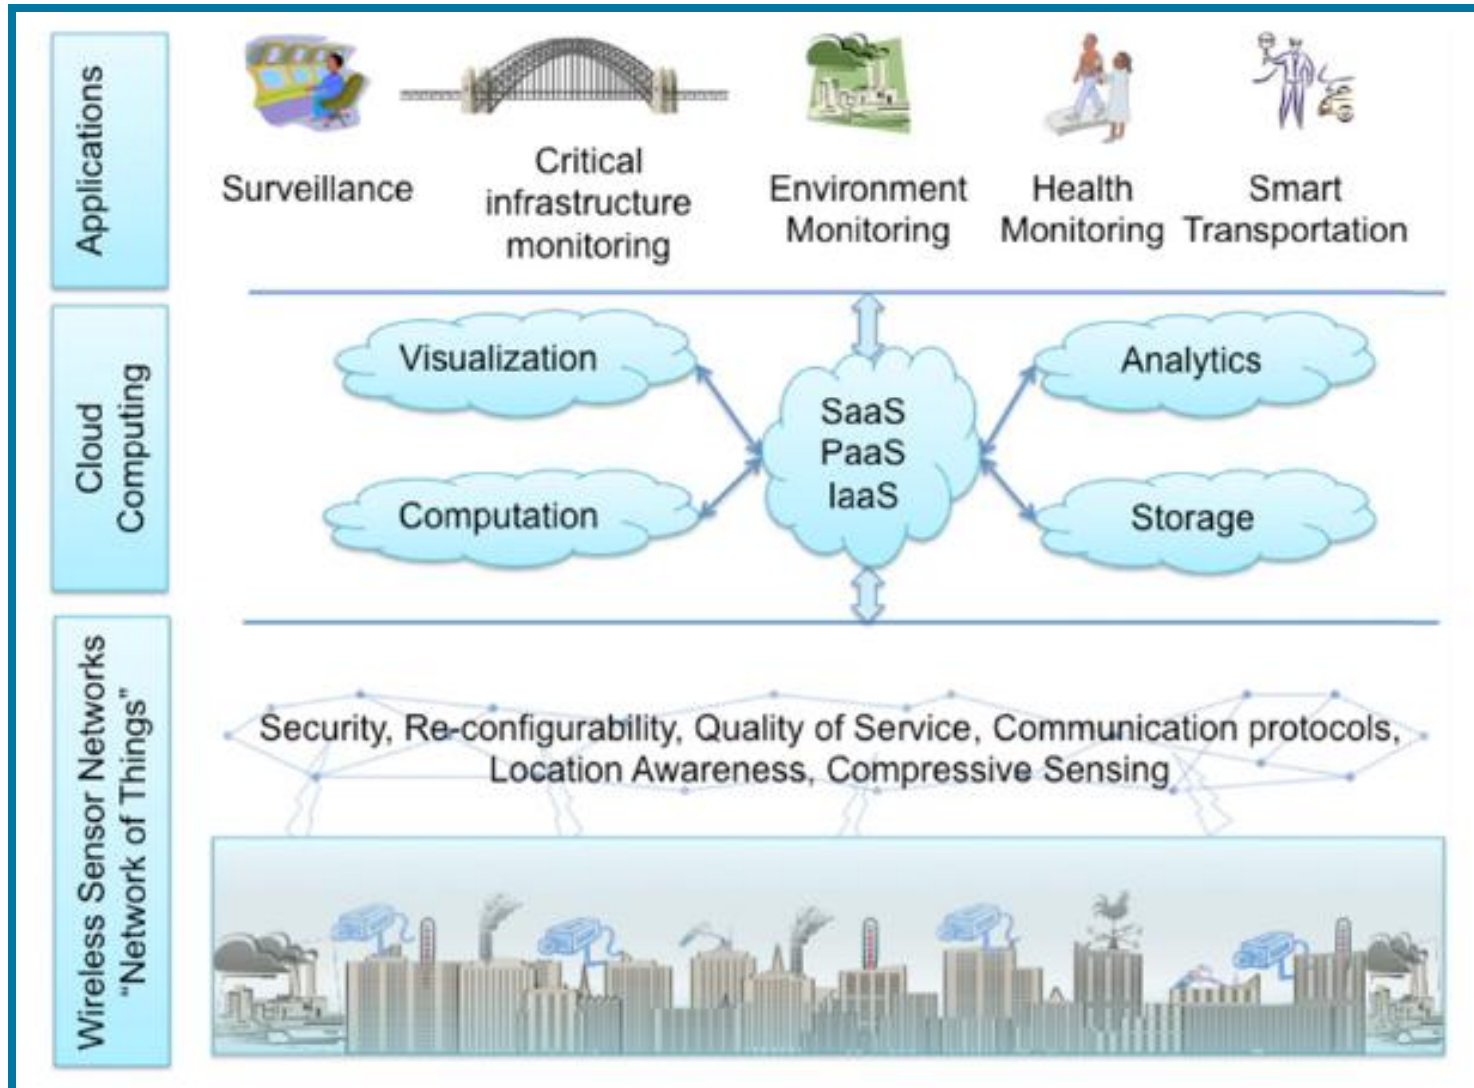 Applications
Surveillance
Critical
infrastructure
monitoring
Environment
Monitoring
Health
Monitoring
Smart
Transportation
Cloud
Computing
Visualization
Computation
SaaS
PaaS
IaaS
Analytics
Storage
Wireless Sensor Networks
“Network of Things”
Security, Re-configurability, Quality of Service, Communication protocols,
Location Awareness, Compressive Sensing